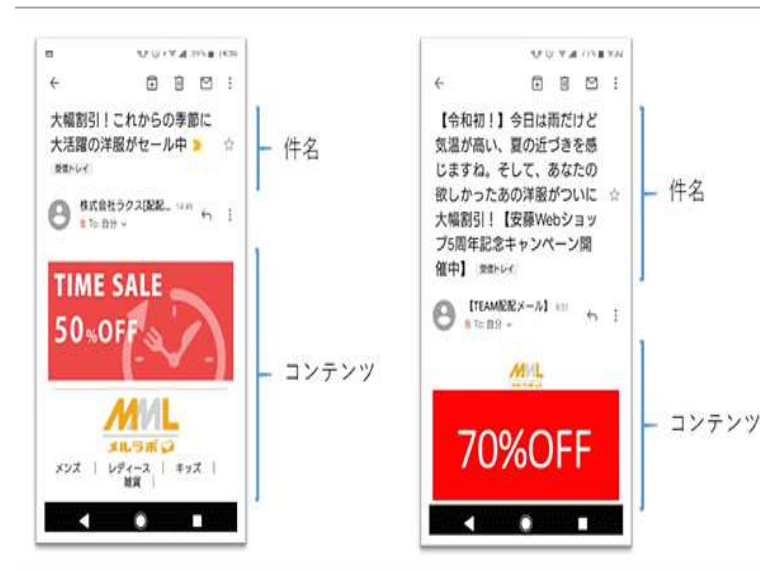 大幅割引！これからの季節に
大活躍の洋服がセール中
受信トレイ
株式会社ラクス[配配... 14:49
To: 自分
TIME SALE
50%OFF
MML
メルラボ
メンズ | レディース | キッズ |
雑貨 |
件名
コンテンツ
【令和初！】今日は雨だけど
気温が高い、夏の近づきを感
じますね。そして、あなたの
欲しかったあの洋服がついに
大幅割引！【安藤Webショッ
プ5周年記念キャンペーン開
催中】 受信トレイ
【TEAM配配メール】
To: 自分
MML
メルラボ
70%OFF
件名
コンテンツ